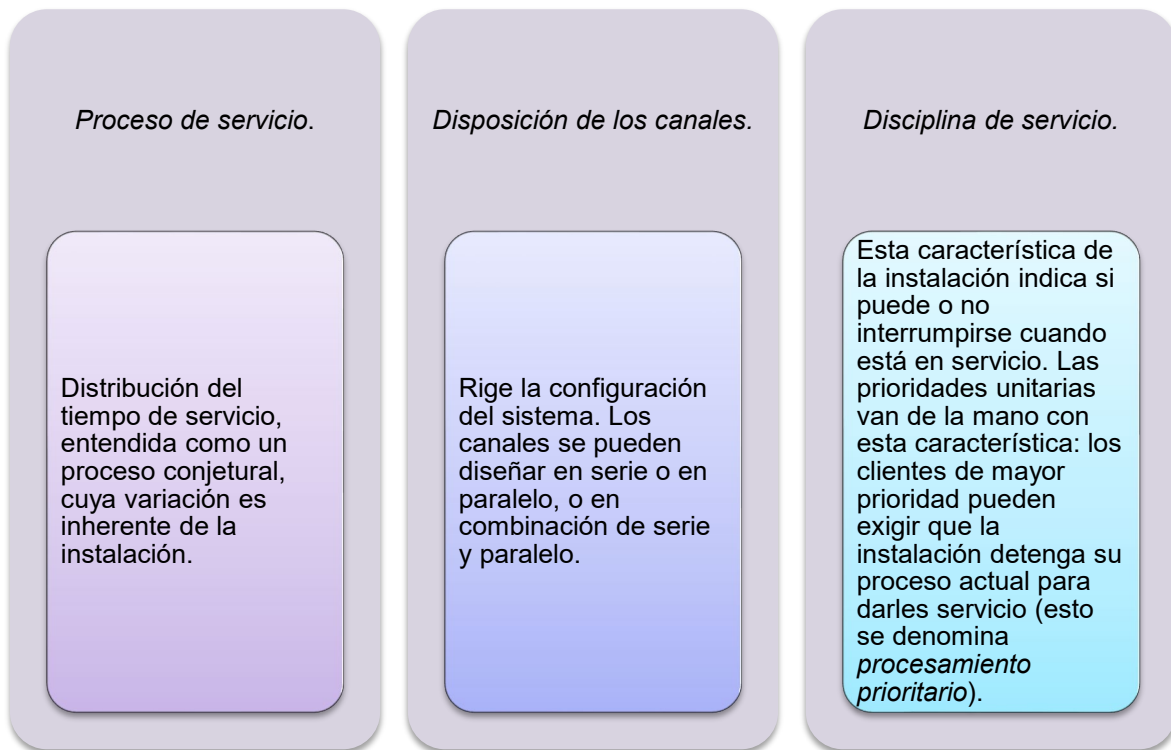 Proceso de servicio.
Distribución del
tiempo de servicio,
entendida como un
proceso conjetural,
cuya variación es
inherente de la
instalación.
Disposición de los canales.
Rige la configuración
del sistema. Los
canales se pueden
diseñar en serie o en
paralelo, o en
combinación de serie
y paralelo.
Disciplina de servicio.
Esta característica de
la instalación indica si
puede o no
interrumpirse cuando
está en servicio. Las
prioridades unitarias
van de la mano con
esta característica: los
clientes de mayor
prioridad pueden
exigir que la
instalación detenga su
proceso actual para
darles servicio (esto
se denomina
procesamiento
prioritario).